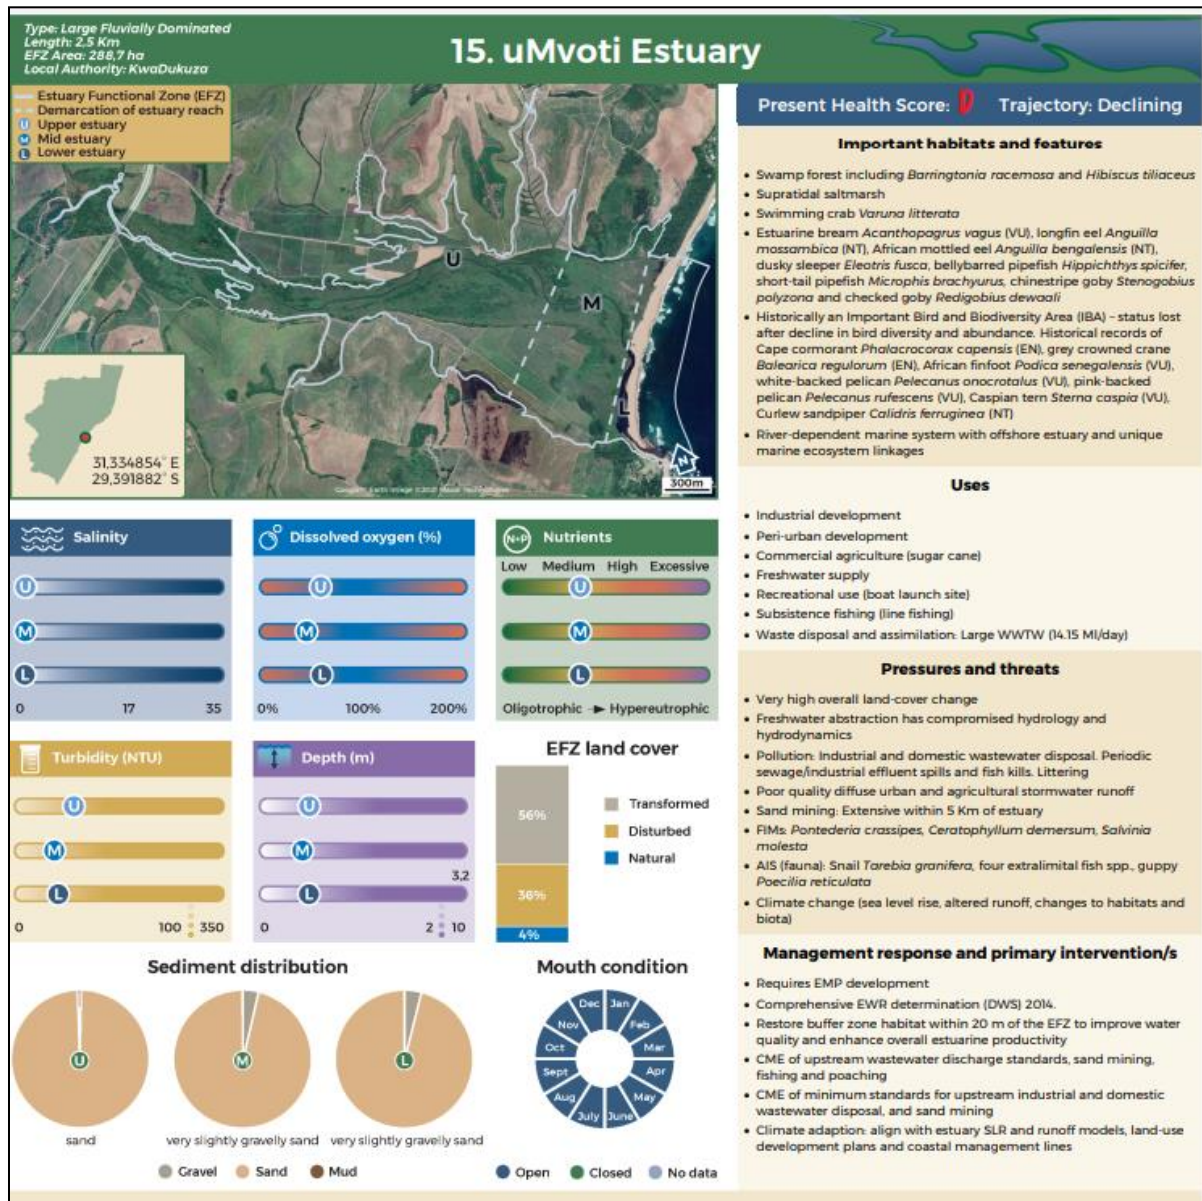 Type: Large Fluvially Dominated
Length: 2,5 Km
EFZ Area: 288,7 ha
Local Authority: KwaDukuza
15. uMvoti Estuary
Estuary Functional Zone (EFZ)
Demarcation of estuary reach
U Upper estuary
M Mid estuary
L Lower estuary
U
M
L
31,334854° E
29,391882° S
N
300m
Present Health Score: D Trajectory: Declining
Important habitats and features
• Swamp forest including Barringtonia racemosa and Hibiscus tiliaceus
• Supratidal saltmarsh
• Swimming crab Varuna litterata
• Estuarine bream Acanthopagrus vagus (VU), longfin eel Anguilla
mossambica (NT), African mottled eel Anguilla bengalensis (NT),
dusky sleeper Eleotris fusca, bellybarred pipefish Hippichthys spicifer,
short-tail pipefish Microphis brachyurus, chinestripe goby Stenogobius
polyzona and checked goby Redigobius dewaali
• Historically an Important Bird and Biodiversity Area (IBA) – status lost
after decline in bird diversity and abundance. Historical records of
Cape cormorant Phalacrocorax capensis (EN), grey crowned crane
Balearica regulorum (EN), African finfoot Podica senegalensis (VU),
white-backed pelican Pelecanus onocrotalus (VU), pink-backed
pelican Pelecanus rufescens (VU), Caspian tern Sterna caspia (VU),
Curlew sandpiper Calidris ferruginea (NT)
• River-dependent marine system with offshore estuary and unique
marine ecosystem linkages
Uses
• Industrial development
• Peri-urban development
• Commercial agriculture (sugar cane)
• Freshwater supply
• Recreational use (boat launch site)
• Subsistence fishing (line fishing)
• Waste disposal and assimilation: Large WWTW (14.15 Ml/day)
Pressures and threats
• Very high overall land-cover change
• Freshwater abstraction has compromised hydrology and
hydrodynamics
• Pollution: Industrial and domestic wastewater disposal. Periodic
sewage/industrial effluent spills and fish kills. Littering
• Poor quality diffuse urban and agricultural stormwater runoff
• Sand mining: Extensive within 5 Km of estuary
• FIMs: Pontederia crassipes, Ceratophyllum demersum, Salvinia
molesta
• AIS (fauna): Snail Tarebia granifera, four extralimital fish spp., guppy
Poecilia reticulata
• Climate change (sea level rise, altered runoff, changes to habitats and
biota)
Management response and primary intervention/s
• Requires EMP development
• Comprehensive EWR determination (DWS) 2014.
• Restore buffer zone habitat within 20 m of the EFZ to improve water
quality and enhance overall estuarine productivity
• CME of upstream wastewater discharge standards, sand mining,
fishing and poaching
• CME of minimum standards for upstream industrial and domestic
wastewater disposal, and sand mining
• Climate adaption: align with estuary SLR and runoff models, land-use
development plans and coastal management lines
Salinity
U
M
L
0 17 35
Dissolved oxygen (%)
U
M
L
0% 100% 200%
N+P Nutrients
Low Medium High Excessive
U
M
L
Oligotrophic Hypereutrophic
Turbidity (NTU)
U
M
L
0 100 350
Depth (m)
U
M
3,2
L
0 2 10
EFZ land cover
56%
36%
4%
Transformed
Disturbed
Natural
Sediment distribution
U
M
L
sand
very slightly gravelly sand
very slightly gravelly sand
Gravel Sand Mud
Mouth condition
Jan
Feb
Mar
Apr
May
June
July
Aug
Sept
Oct
Nov
Dec
Open Closed No data